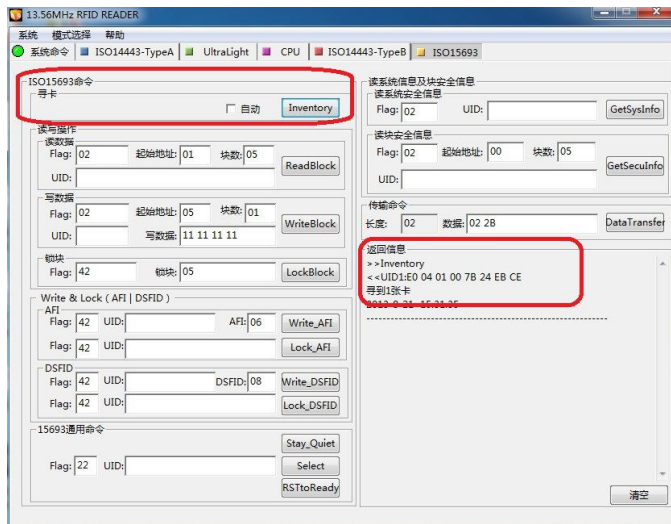 13.56MHz RFID READER
系统 模式选择 帮助
系统命令 ISO14443-TypeA UltraLight CPU ISO14443-TypeB ISO15693
ISO15693命令
寻卡
自动 Inventory
读写操作
读数据
Flag: 02 起始地址: 01 块数: 05
UID: ReadBlock
写数据
Flag: 02 起始地址: 05 块数: 01
UID: 写数据: 11 11 11 11 WriteBlock
锁块
Flag: 42 锁块: 05 LockBlock
Write & Lock ( AFI | DSFID )
AFI
Flag: 42 UID: AFI: 06 Write_AFI
Flag: 42 UID: Lock_AFI
DSFID
Flag: 42 UID: DSFID: 08 Write_DSFID
Flag: 42 UID: Lock_DSFID
15693通用命令
Stay_Quiet
Flag: 22 UID: Select
RSTtoReady
读系统信息及块安全信息
读系统安全信息
Flag: 02 UID: GetSysInfo
读块安全信息
Flag: 02 起始地址: 00 块数: 05
UID: GetSecuInfo
传输命令
长度: 02 数据: 02 2B DataTransfer
返回信息
>>Inventory
<<UID1:E0 04 01 00 7B 24 EB CE
寻到1张卡
清空